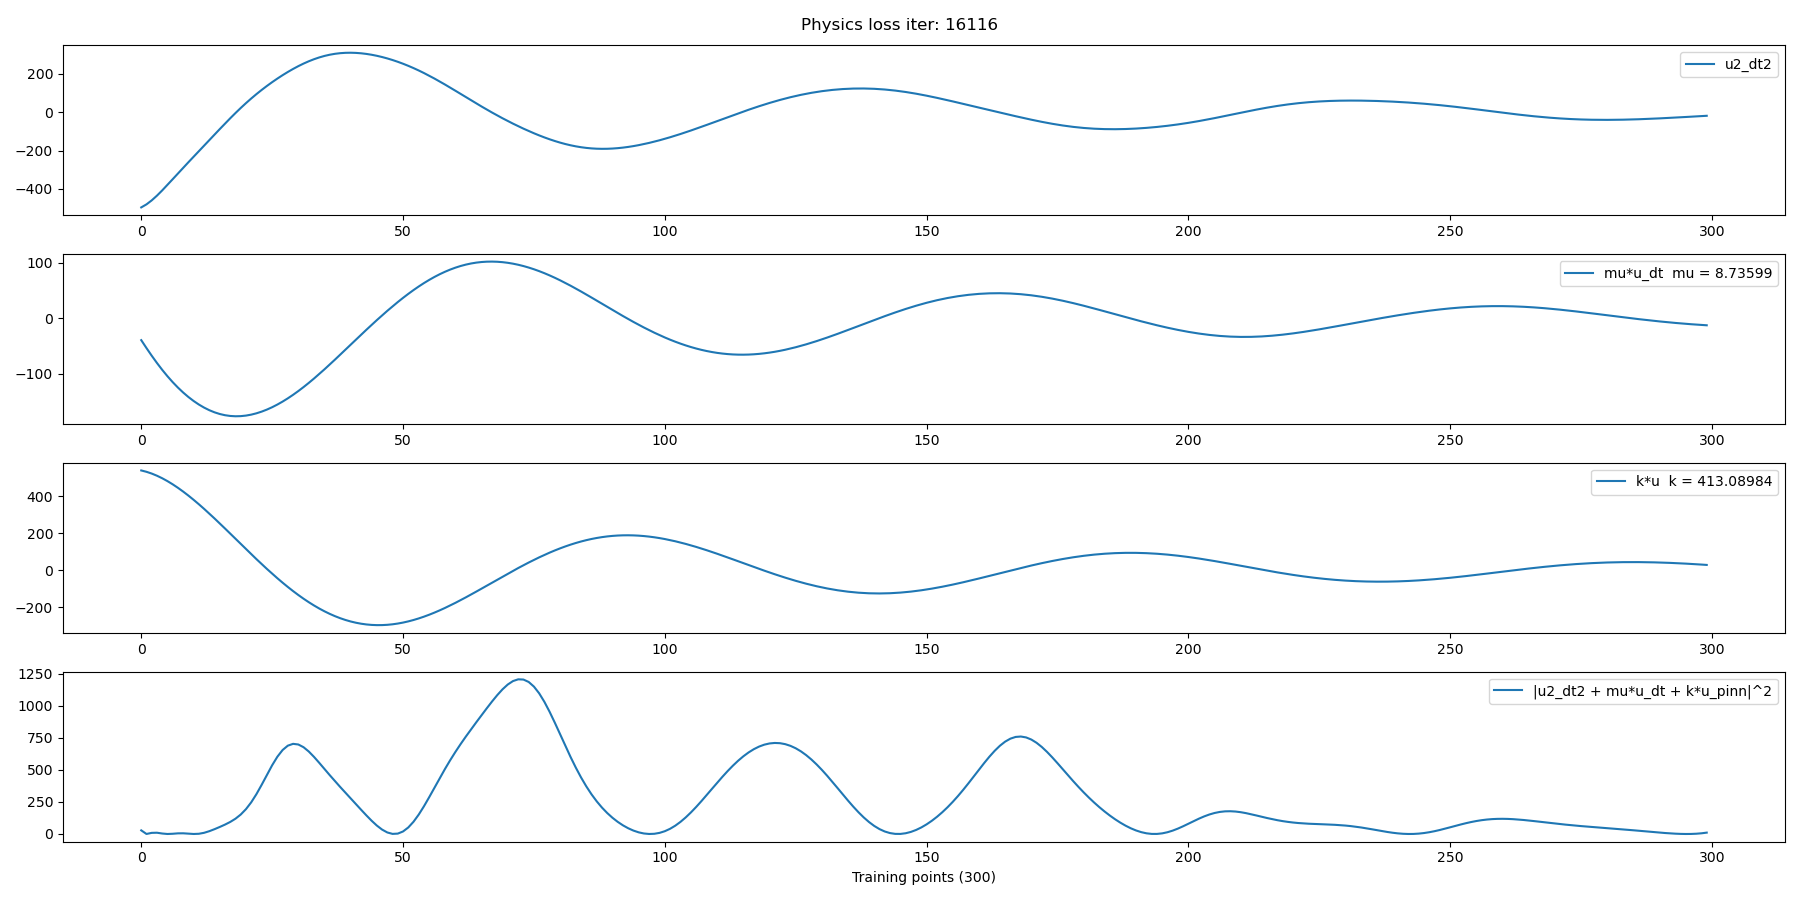 Physics loss iter: 16116
u2_dt2
200
0
−200
−400
0 50 100 150 200 250 300
mu*u_dt mu = 8.73599
100
0
−100
0 50 100 150 200 250 300
k*u k = 413.08984
400
200
0
−200
0 50 100 150 200 250 300
|u2_dt2 + mu*u_dt + k*u_pinn|^2
1250
1000
750
500
250
0
0 50 100 150 200 250 300
Training points (300)